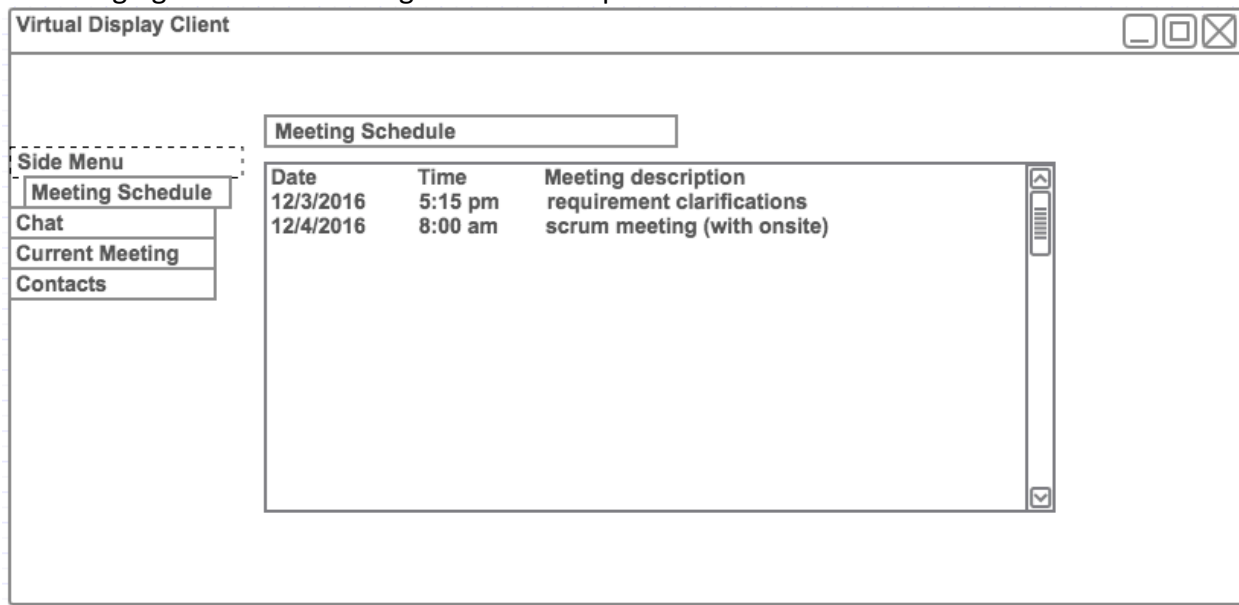 Virtual Display Client
Meeting Schedule
Side Menu
Meeting Schedule
Chat
Current Meeting
Contacts
Date Time Meeting description
12/3/2016 5:15 pm requirement clarifications
12/4/2016 8:00 am scrum meeting (with onsite)